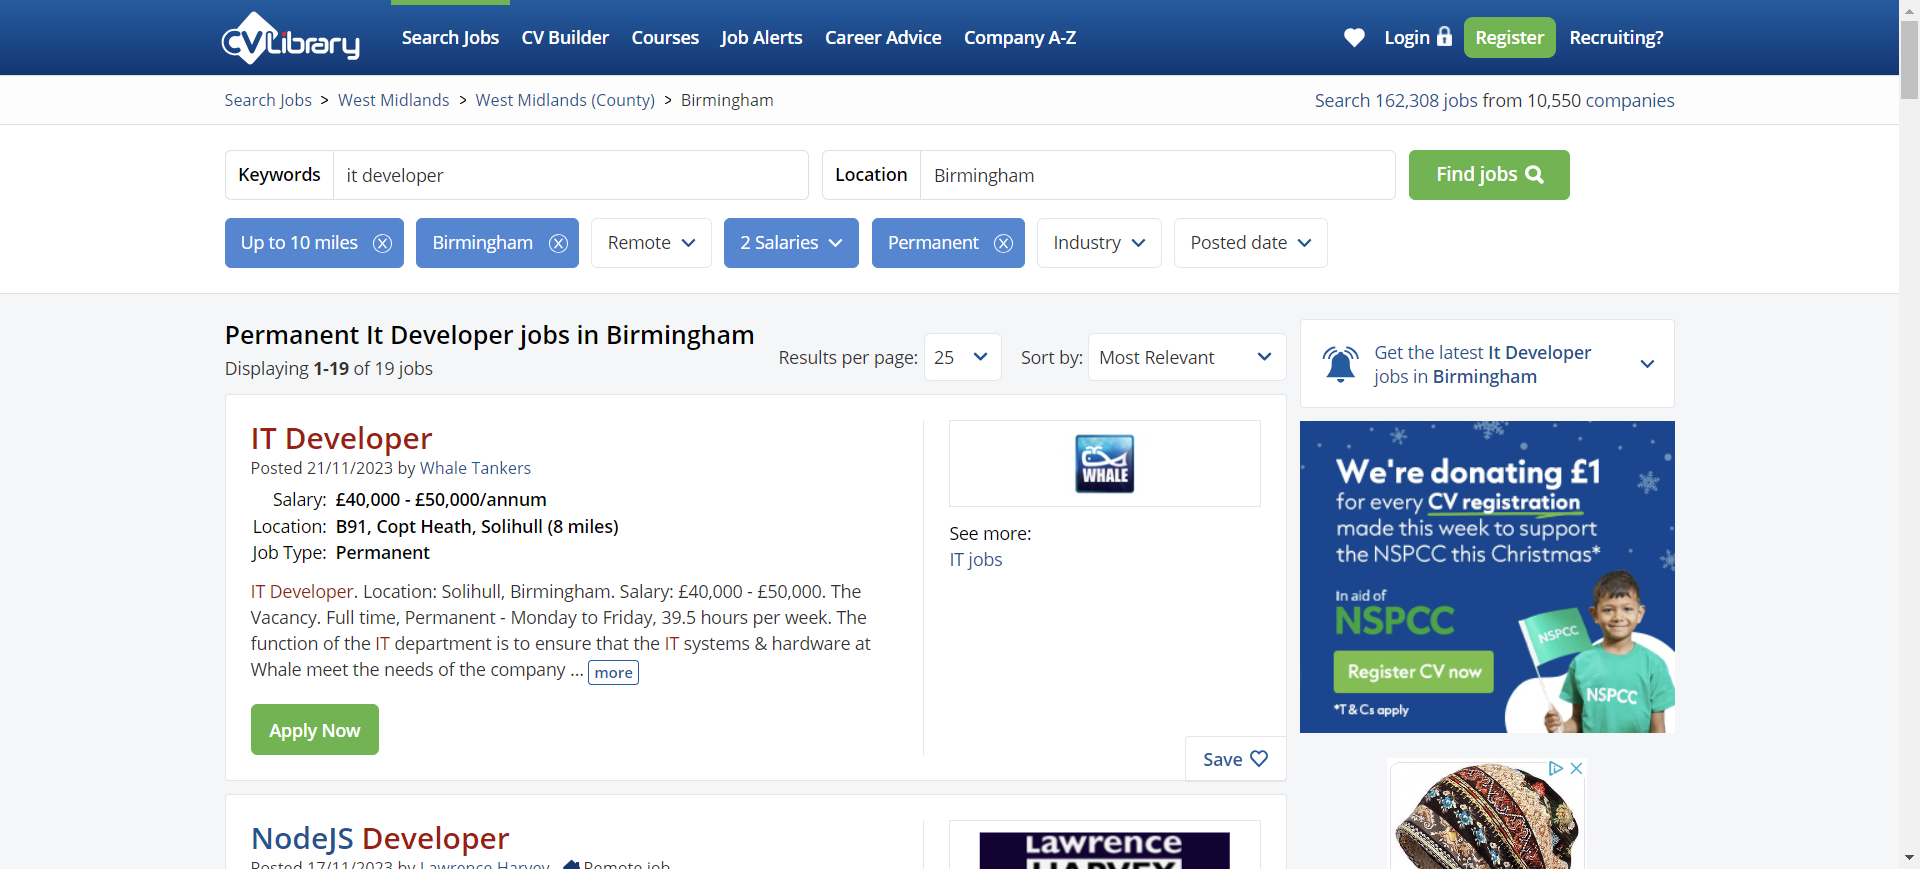 CVLibrary
Search Jobs CV Builder Courses Job Alerts Career Advice Company A-Z Login Register Recruiting?
Search Jobs > West Midlands > West Midlands (County) > Birmingham Search 162,308 jobs from 10,550 companies
Keywords it developer Location Birmingham Find jobs
Up to 10 miles Birmingham Remote 2 Salaries Permanent Industry Posted date
Permanent It Developer jobs in Birmingham
Displaying 1-19 of 19 jobs
Results per page: 25 Sort by: Most Relevant
IT Developer
Posted 21/11/2023 by Whale Tankers
Salary: £40,000 - £50,000/annum
Location: B91, Copt Heath, Solihull (8 miles)
Job Type: Permanent
IT Developer. Location: Solihull, Birmingham. Salary: £40,000 - £50,000. The
Vacancy. Full time, Permanent - Monday to Friday, 39.5 hours per week. The
function of the IT department is to ensure that the IT systems & hardware at
Whale meet the needs of the company ... more
Apply Now
WHALE
See more:
IT jobs
Save
NodeJS Developer
Posted 17/11/2023 by Lawrence Harvey Remote job
Lawrence
HARVEY
Get the latest It Developer
jobs in Birmingham
We're donating £1
for every CV registration
made this week to support
the NSPCC this Christmas*
In aid of
NSPCC
Register CV now
*T & Cs apply
NSPCC
NSPCC